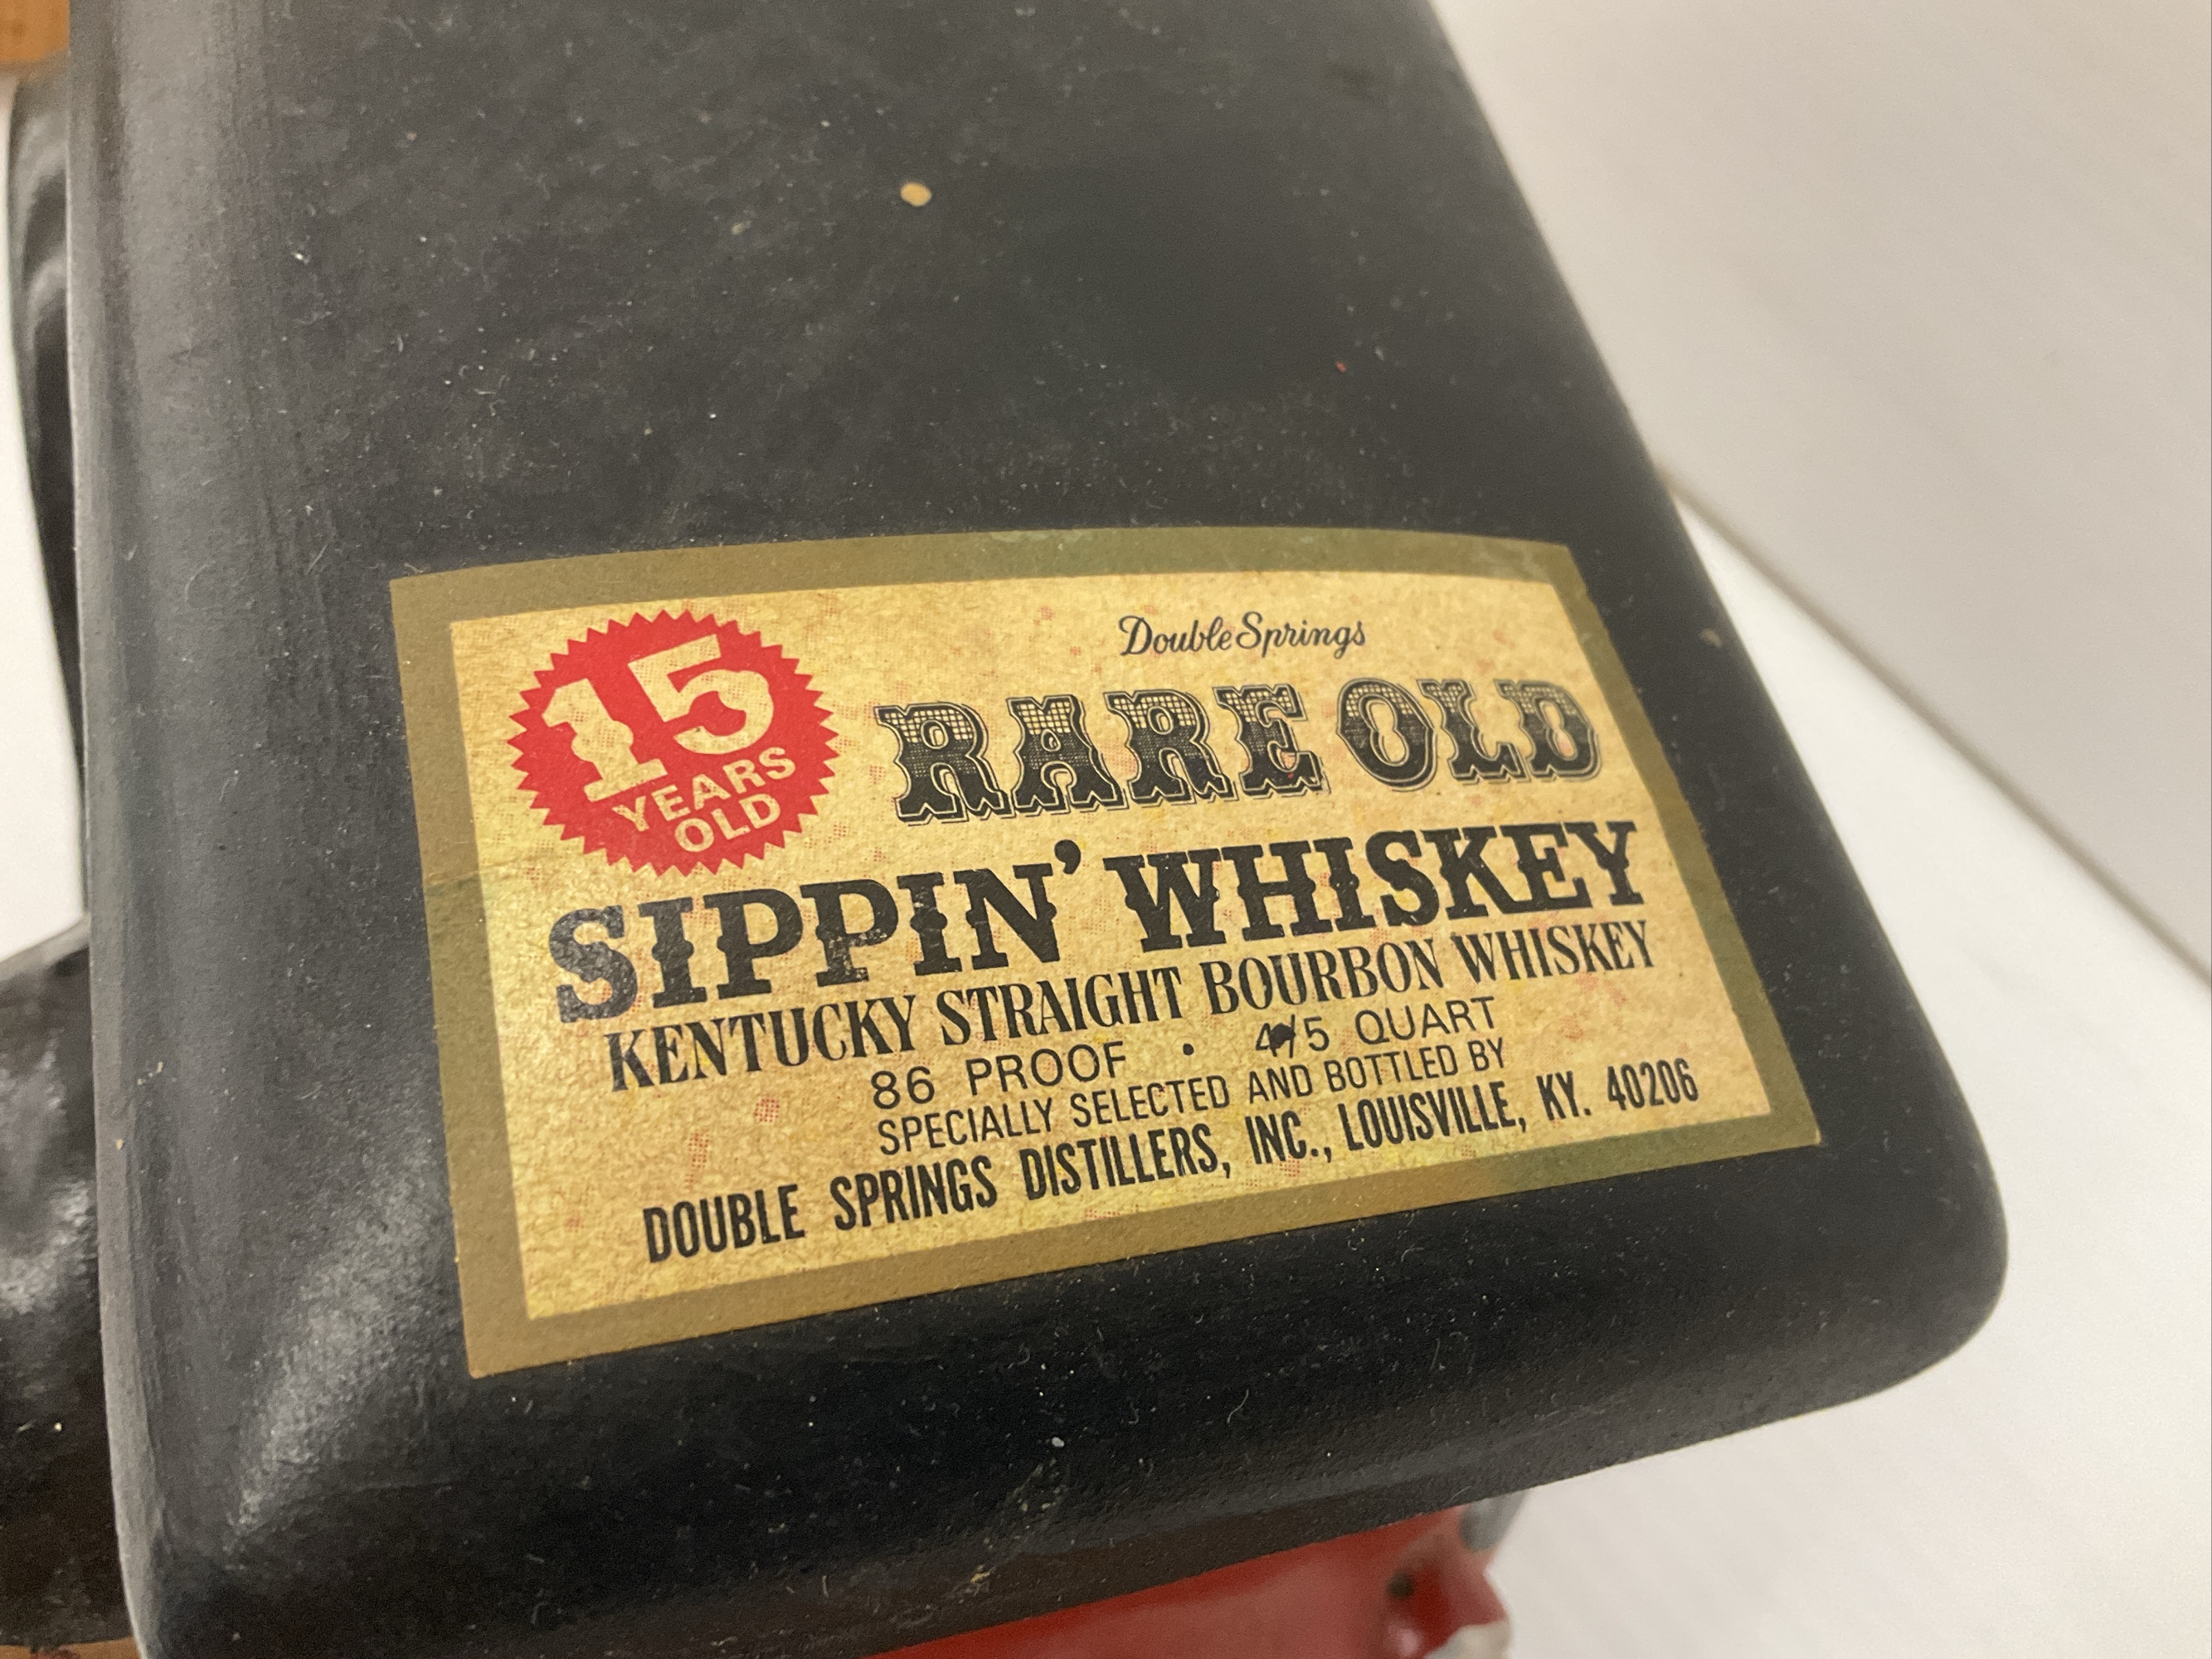 15
YEARS
OLD
Double Springs
RARE OLD
SIPPIN' WHISKEY
KENTUCKY STRAIGHT BOURBON WHISKEY
86 PROOF • 4/5 QUART
SPECIALLY SELECTED AND BOTTLED BY
DOUBLE SPRINGS DISTILLERS, INC., LOUISVILLE, KY. 40206